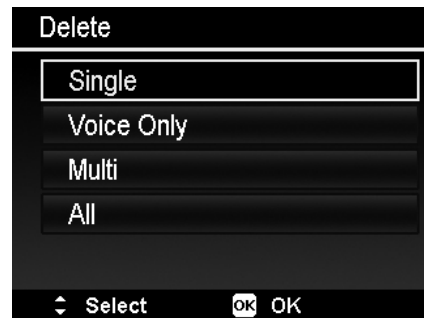 Delete
Single
Voice Only
Multi
All
Select OK OK